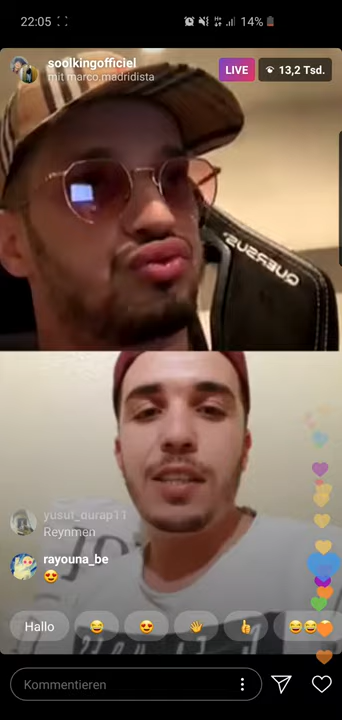 22:05
14%
soolkingofficiel
mit marco.madridista
LIVE
13,2 Tsd.
QUERSUS
yusuf_durap11
Reynmen
rayouna_be
Hallo
Kommentieren